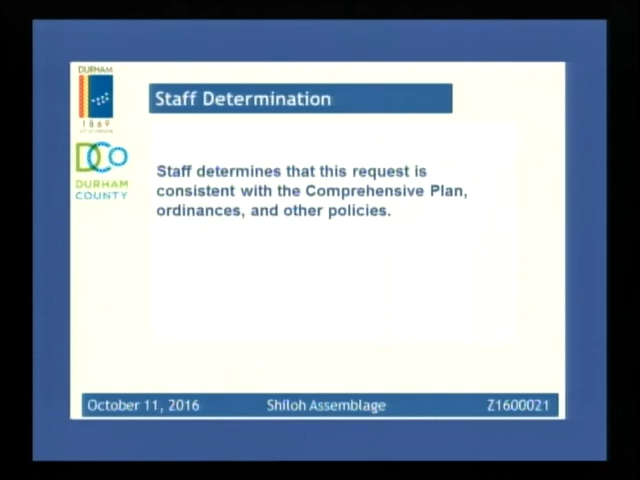 DURHAM
1869
DCo
DURHAM
COUNTY
Staff Determination
Staff determines that this request is
consistent with the Comprehensive Plan,
ordinances, and other policies.
October 11, 2016 Shiloh Assemblage Z1600021